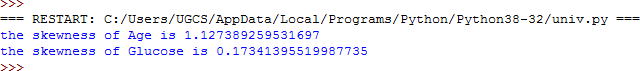 >>>
=== RESTART: C:/Users/UGCS/AppData/Local/Programs/Python/Python38-32/univ.py ===
the skewness of Age is 1.127389259531697
the skewness of Glucose is 0.17341395519987735
>>>